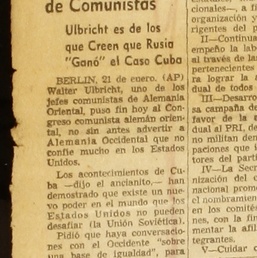 de Comunistas
Ulbricht es de los
que Creen que Rusia
"Ganó" el Caso Cuba
BERLIN, 21 de enero. (AP)
Walter Ulbricht, uno de los
jefes comunistas de Alemania
Oriental, puso fin hoy al Con-
greso comunista alemán orien-
tal, no sin antes advertir a
Alemania Occidental que no
confíe mucho en los Estados
Unidos.
Los acontecimientos de Cu-
ba —dijo el ancianito,— han
demostrado que existe un nue-
vo poder en el mundo que los
Estados Unidos no pueden
desafiar (la Unión Soviética).
Pidió que haya conversacio-
nes con el Occidente "sobre
una base de igualdad", para
cionales—, a
organización y
rigentes del p
II—Continua
empeño la labo
al través de la
pertenecientes
ra lograr la a
dual de traba
III—Desarro
sa campaña de
favor de la a
dual al PRI, de
no militan de
paciones que i
tores del parti
IV—La Secr
nización del
nacional promo
el nombramien
en los comités
nes, con la fin
mentar la afili
tegrantes.
V—Cuidar c